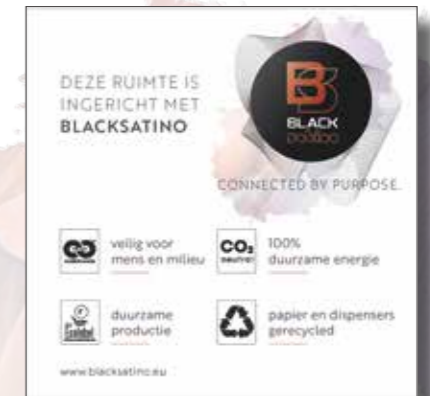 DEZE RUIMTE IS
INGERICHT MET
BLACKSATINO
B
BLACK
CONNECTED BY PURPOSE.
veilig voor
mens en milieu
CO₂
neutral
100%
duurzame energie
Ecolabel
duurzame
productie
papier en dispensers
gerecycled
www.blacksatino.eu